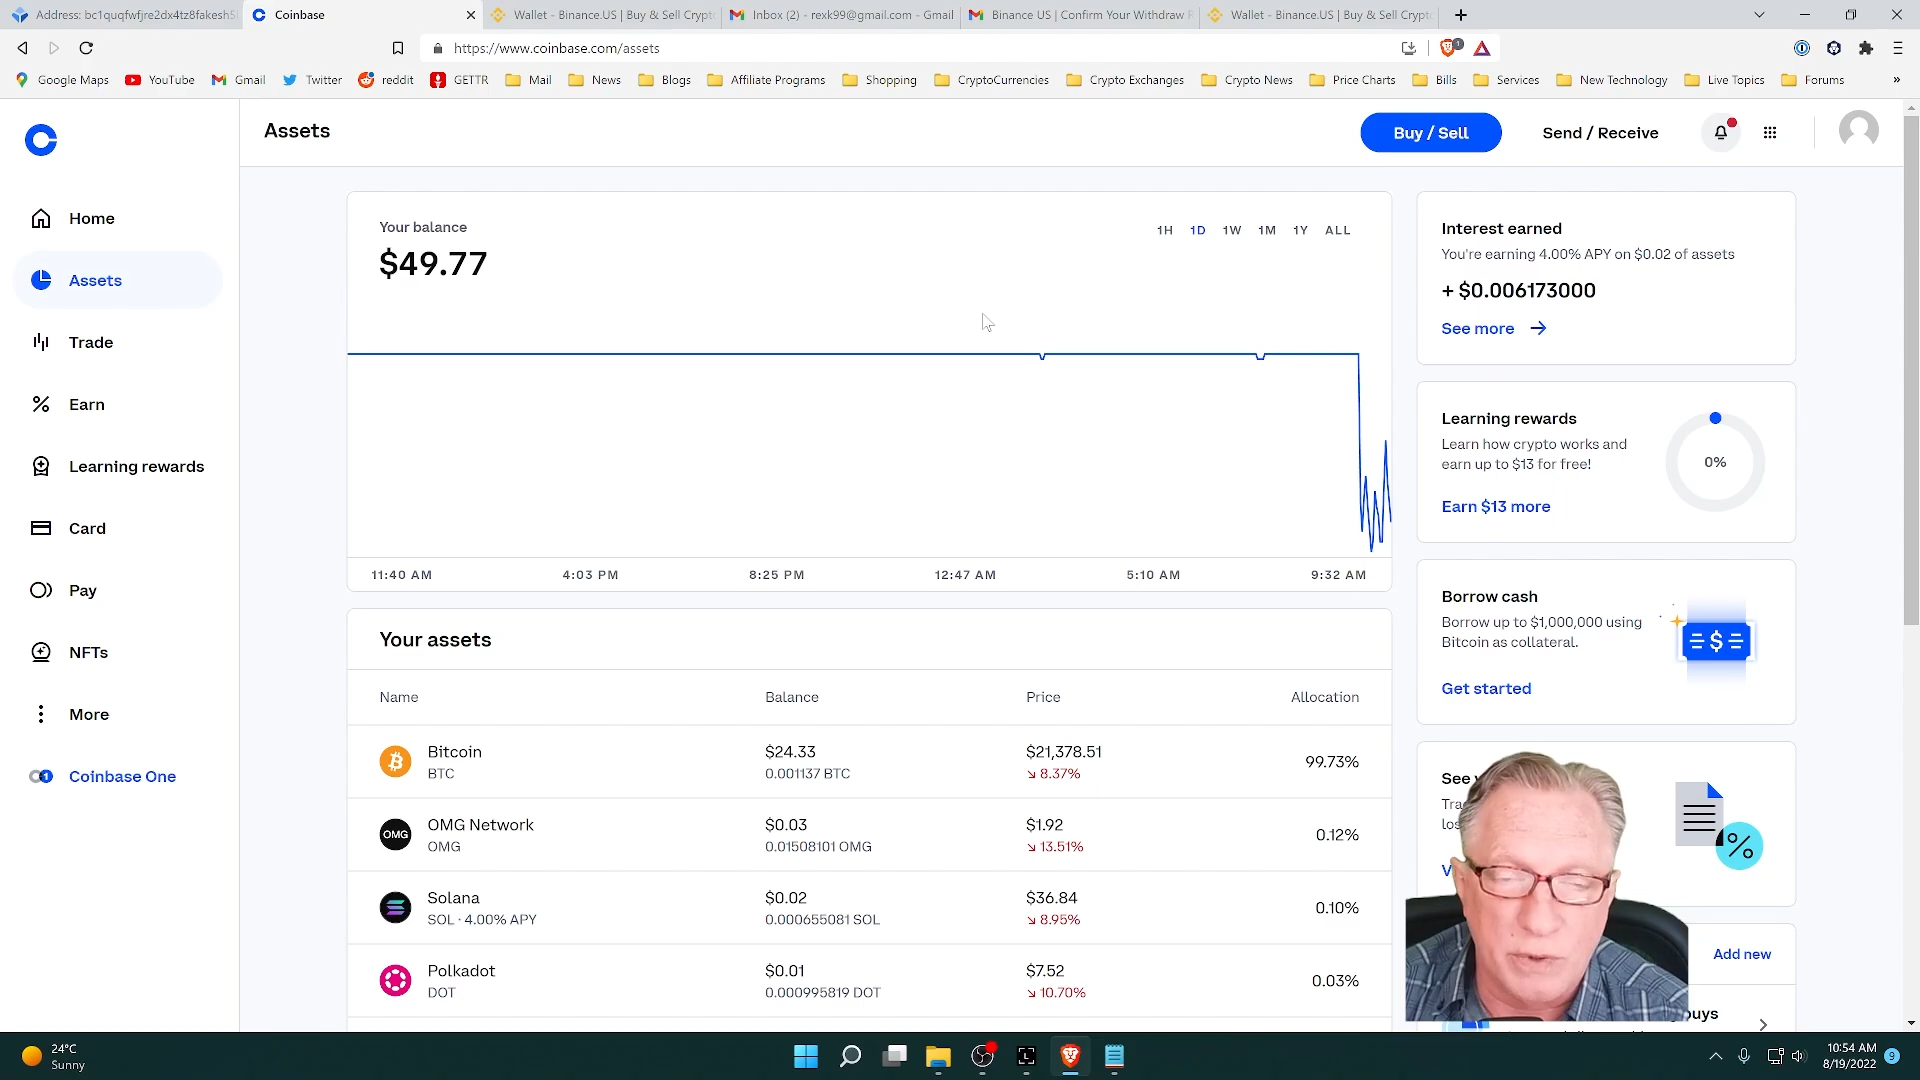 Address: bc1quqfwfjre2dx4tz8fakesh5
Coinbase
Wallet - Binance.US | Buy & Sell Crypt
Inbox (2) - rexk99@gmail.com - Gmail
Binance US | Confirm Your Withdraw R
Wallet - Binance.US | Buy & Sell Crypt
https://www.coinbase.com/assets
1
Google Maps
YouTube
Gmail
Twitter
reddit
GETTR
Mail
News
Blogs
Affiliate Programs
Shopping
CryptoCurrencies
Crypto Exchanges
Crypto News
Price Charts
Bills
Services
New Technology
Live Topics
Forums
»
Assets
Buy / Sell
Send / Receive
Home
Assets
Trade
Earn
Learning rewards
Card
Pay
NFTs
More
1
Coinbase One
Your balance
$49.77
1H 1D 1W 1M 1Y ALL
11:40 AM 4:03 PM 8:25 PM 12:47 AM 5:10 AM 9:32 AM
Your assets
Name Balance Price Allocation
Bitcoin $24.33 $21,378.51
BTC 0.001137 BTC ↘ 8.37% 99.73%
OMG
OMG Network $0.03 $1.92
OMG 0.01508101 OMG ↘ 13.51% 0.12%
Solana $0.02 $36.84
SOL · 4.00% APY 0.000655081 SOL ↘ 8.95% 0.10%
Polkadot $0.01 $7.52
DOT 0.000995819 DOT ↘ 10.70% 0.03%
Interest earned
You're earning 4.00% APY on $0.02 of assets
+ $0.006173000
See more
Learning rewards
Learn how crypto works and
earn up to $13 for free!
0%
Earn $13 more
Borrow cash
Borrow up to $1,000,000 using
Bitcoin as collateral.
$
Get started
See
%
Add new
24°C
Sunny
L
10:54 AM
8/19/2022
9